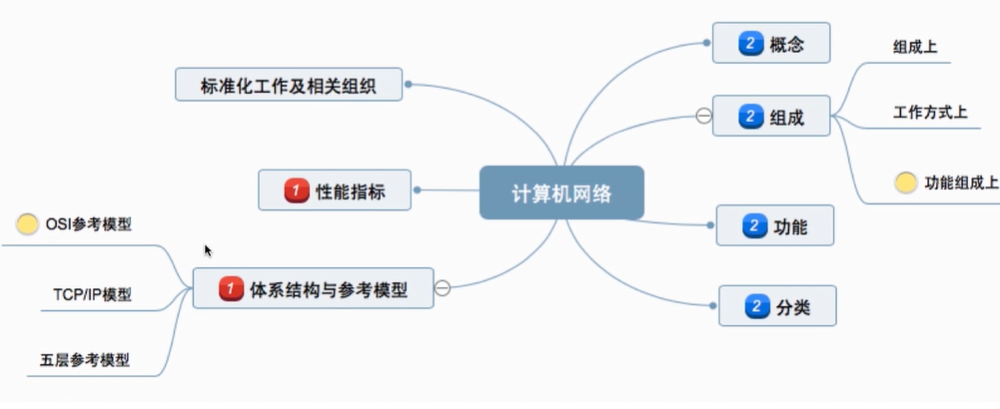 计算机网络
2 概念
2 组成
组成上
工作方式上
功能组成上
2 功能
2 分类
标准化工作及相关组织
1 性能指标
1 体系结构与参考模型
OSI参考模型
TCP/IP模型
五层参考模型